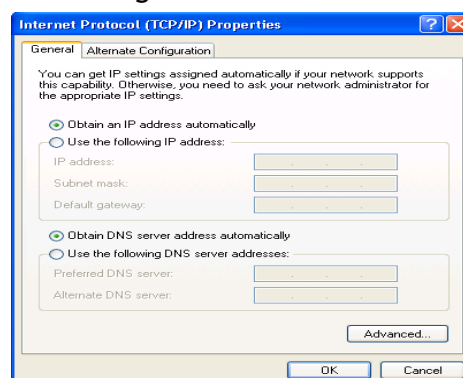 Internet Protocol (TCP/IP) Properties
General
Alternate Configuration
You can get IP settings assigned automatically if your network supports
this capability. Otherwise, you need to ask your network administrator for
the appropriate IP settings.
Obtain an IP address automatically
Use the following IP address:
IP address:
Subnet mask:
Default gateway:
Obtain DNS server address automatically
Use the following DNS server addresses:
Preferred DNS server:
Alternate DNS server:
Advanced...
OK
Cancel